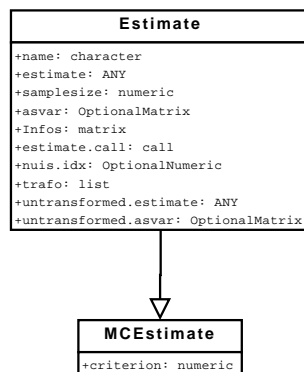 Estimate
+name: character
+estimate: ANY
+samplesize: numeric
+asvar: OptionalMatrix
+Infos: matrix
+estimate.call: call
+nuis.idx: OptionalNumeric
+trafo: list
+untransformed.estimate: ANY
+untransformed.asvar: OptionalMatrix
MCEstimate
+criterion: numeric